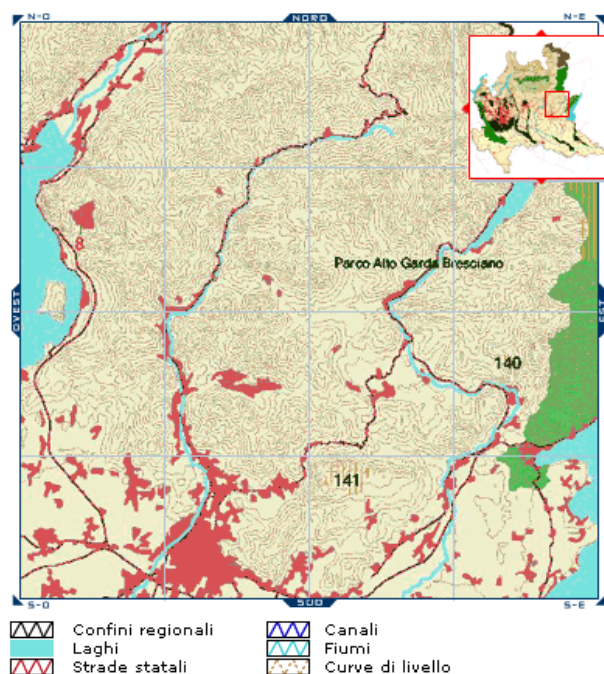 N-O NORD N-E
Parco Alto Garda Bresciano
8
OVEST EST
140
141
S-O SUD S-E
Confini regionali Canali
Laghi Fiumi
Strade statali Curve di livello